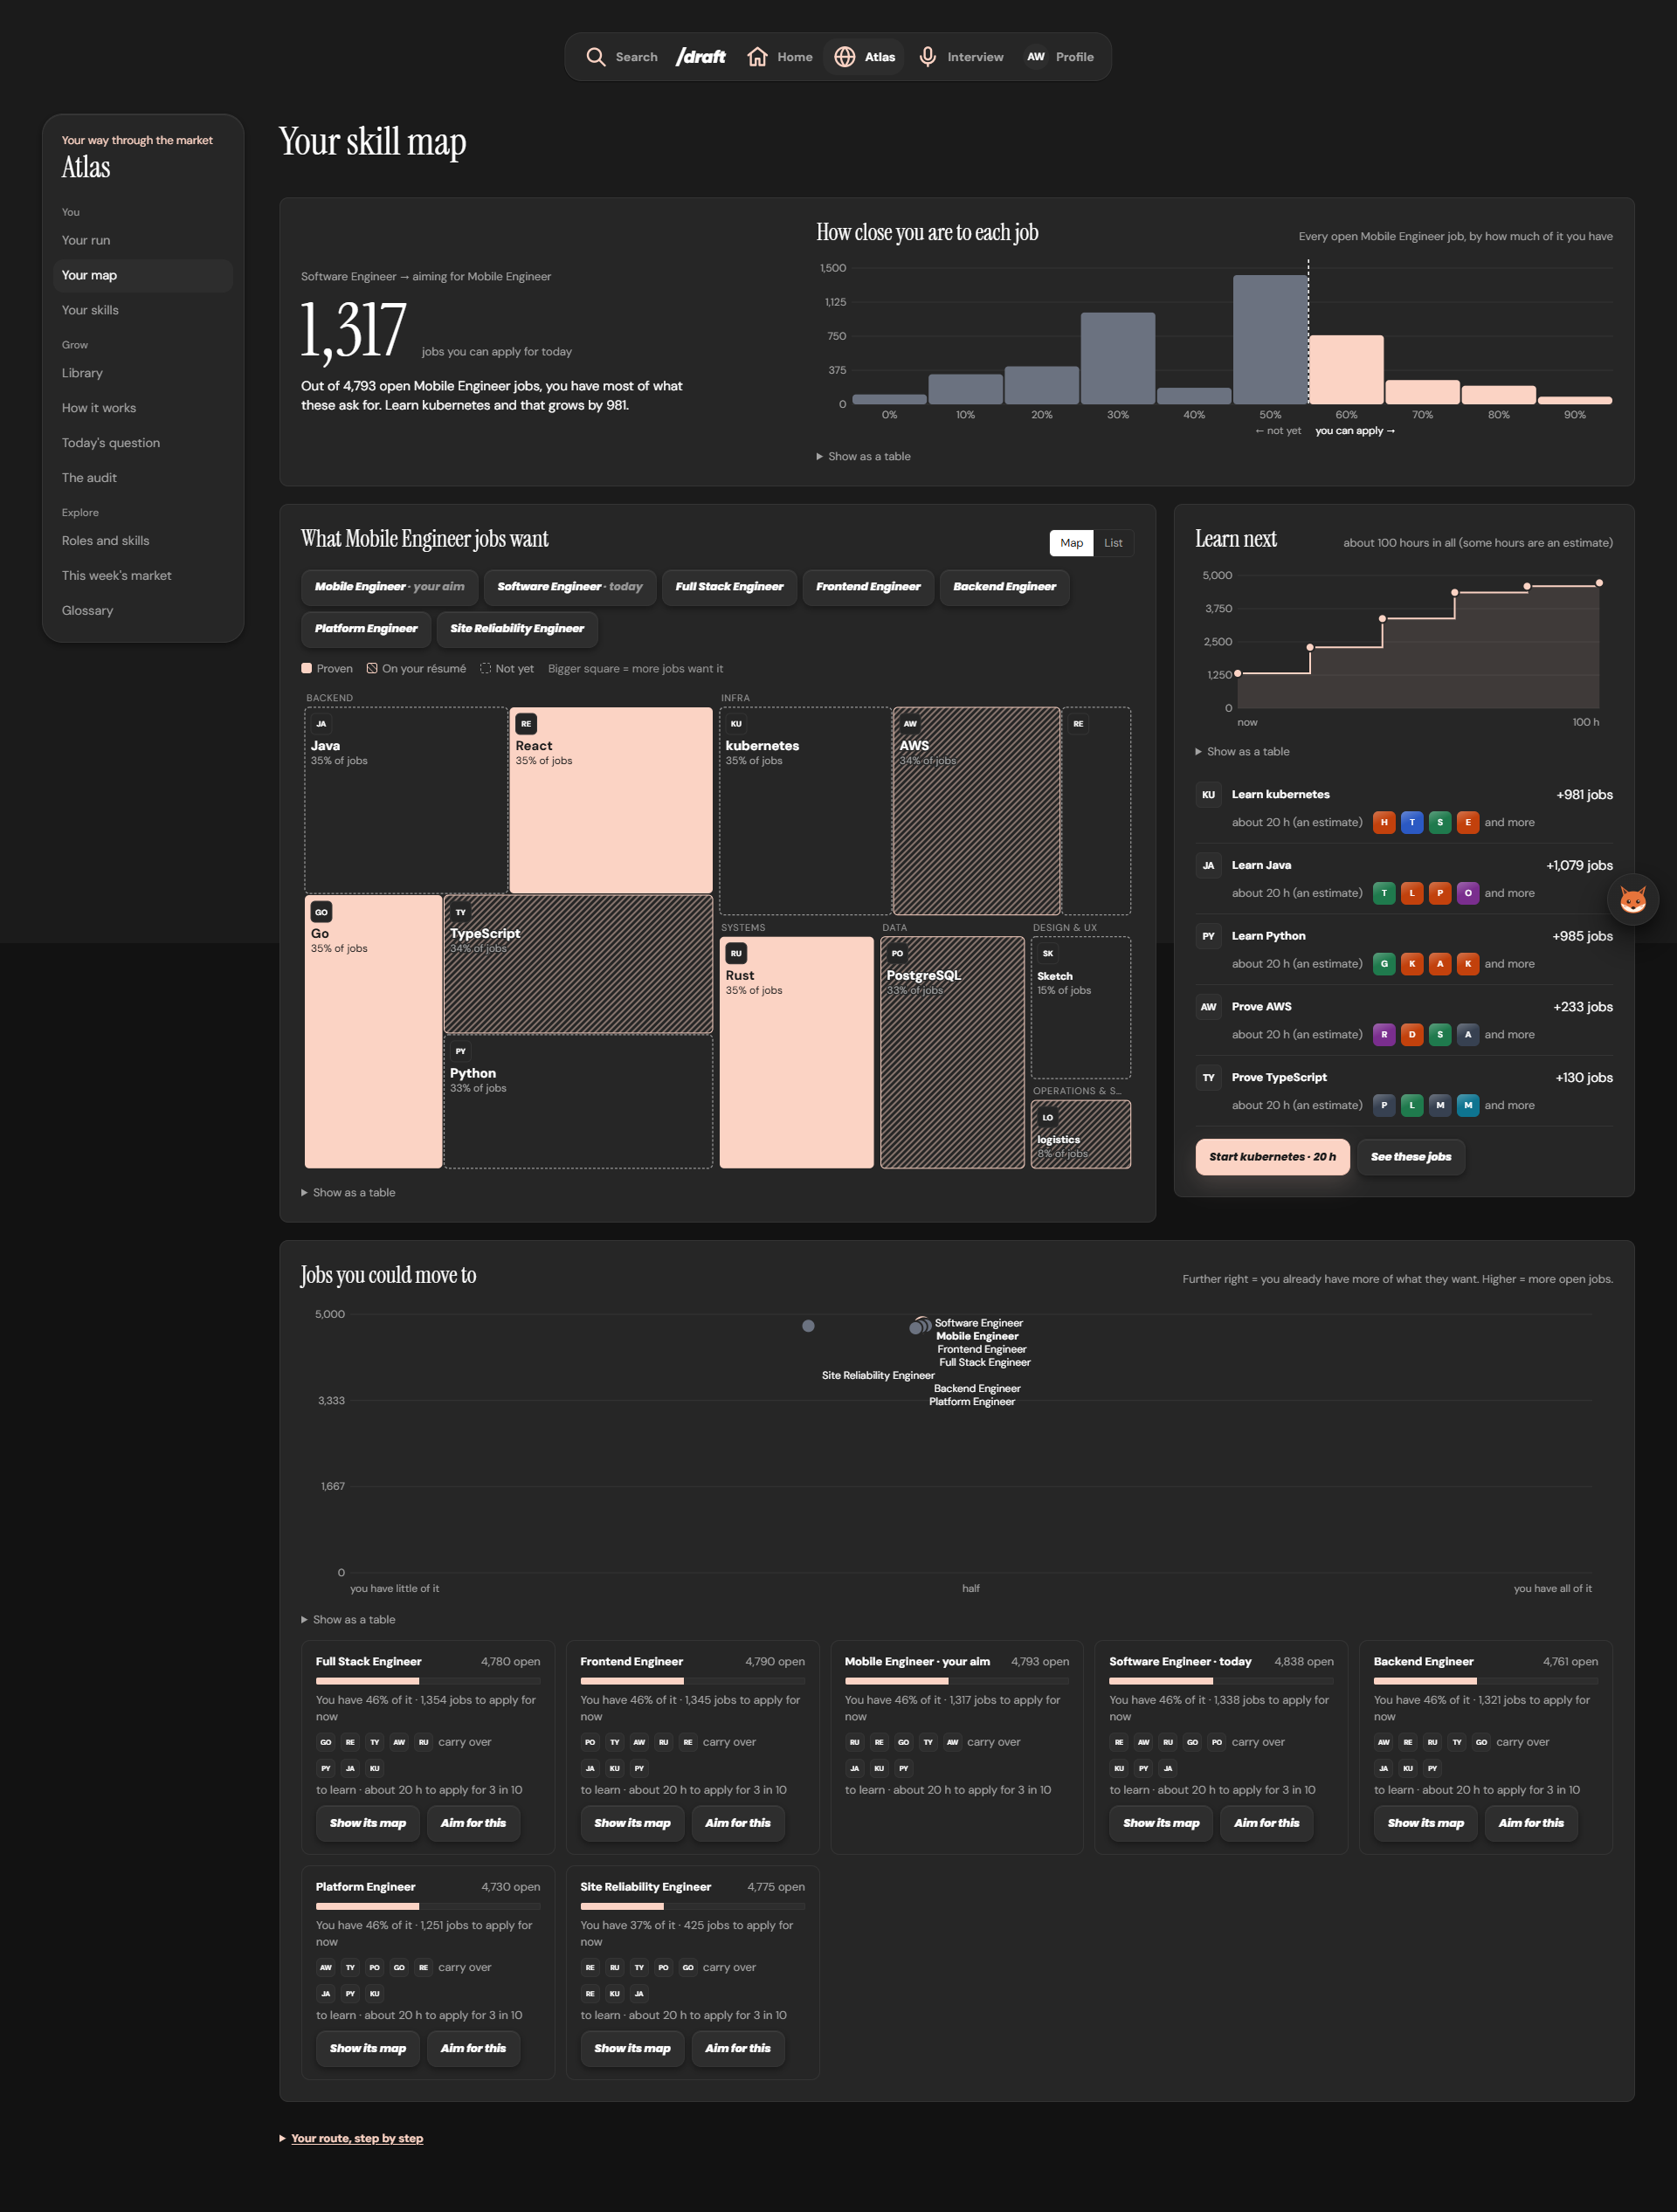 Search
/draft
Home
Atlas
Interview
AW
Profile
Your way through the market
Atlas
You
Your run
Your map
Your skills
Grow
Library
How it works
Today's question
The audit
Explore
Roles and skills
This week's market
Glossary
Your skill map
Software Engineer → aiming for Mobile Engineer
1,317 jobs you can apply for today
Out of 4,793 open Mobile Engineer jobs, you have most of what
these ask for. Learn kubernetes and that grows by 981.
How close you are to each job
Every open Mobile Engineer job, by how much of it you have
1,500
1,125
750
375
0
0% 10% 20% 30% 40% 50% 60% 70% 80% 90%
← not yet you can apply →
▶ Show as a table
What Mobile Engineer jobs want
Map List
Mobile Engineer · your aim
Software Engineer · today
Full Stack Engineer
Frontend Engineer
Backend Engineer
Platform Engineer
Site Reliability Engineer
Proven On your résumé Not yet Bigger square = more jobs want it
BACKEND
JA
Java
35% of jobs
RE
React
35% of jobs
GO
Go
35% of jobs
TY
TypeScript
34% of jobs
PY
Python
33% of jobs
INFRA
KU
kubernetes
35% of jobs
AW
AWS
34% of jobs
RE
SYSTEMS
RU
Rust
35% of jobs
DATA
PO
PostgreSQL
33% of jobs
DESIGN & UX
SK
Sketch
15% of jobs
OPERATIONS & S...
LO
logistics
8% of jobs
▶ Show as a table
Learn next
about 100 hours in all (some hours are an estimate)
5,000
3,750
2,500
1,250
0
now 100 h
▶ Show as a table
KU Learn kubernetes +981 jobs
about 20 h (an estimate) H T S E and more
JA Learn Java +1,079 jobs
about 20 h (an estimate) T L P O and more
PY Learn Python +985 jobs
about 20 h (an estimate) G K A K and more
AW Prove AWS +233 jobs
about 20 h (an estimate) R D S A and more
TY Prove TypeScript +130 jobs
about 20 h (an estimate) P L M M and more
Start kubernetes · 20 h
See these jobs
Jobs you could move to
Further right = you already have more of what they want. Higher = more open jobs.
5,000
3,333
1,667
0
Software Engineer
Mobile Engineer
Frontend Engineer
Full Stack Engineer
Site Reliability Engineer
Backend Engineer
Platform Engineer
you have little of it half you have all of it
▶ Show as a table
Full Stack Engineer 4,780 open
You have 46% of it · 1,354 jobs to apply for
now
GO RE TY AW RU carry over
PY JA KU
to learn · about 20 h to apply for 3 in 10
Show its map Aim for this
Frontend Engineer 4,790 open
You have 46% of it · 1,345 jobs to apply for
now
PO TY AW RU RE carry over
JA KU PY
to learn · about 20 h to apply for 3 in 10
Show its map Aim for this
Mobile Engineer · your aim 4,793 open
You have 46% of it · 1,317 jobs to apply for
now
RU RE GO TY AW carry over
JA KU PY
to learn · about 20 h to apply for 3 in 10
Software Engineer · today 4,838 open
You have 46% of it · 1,338 jobs to apply for
now
RE AW RU GO PO carry over
KU PY JA
to learn · about 20 h to apply for 3 in 10
Show its map Aim for this
Backend Engineer 4,761 open
You have 46% of it · 1,321 jobs to apply for
now
AW RE RU TY GO carry over
JA KU PY
to learn · about 20 h to apply for 3 in 10
Show its map Aim for this
Platform Engineer 4,730 open
You have 46% of it · 1,251 jobs to apply for
now
AW TY PO GO RE carry over
JA PY KU
to learn · about 20 h to apply for 3 in 10
Show its map Aim for this
Site Reliability Engineer 4,775 open
You have 37% of it · 425 jobs to apply for
now
RE RU TY PO GO carry over
RE KU JA
to learn · about 20 h to apply for 3 in 10
Show its map Aim for this
▶ Your route, step by step